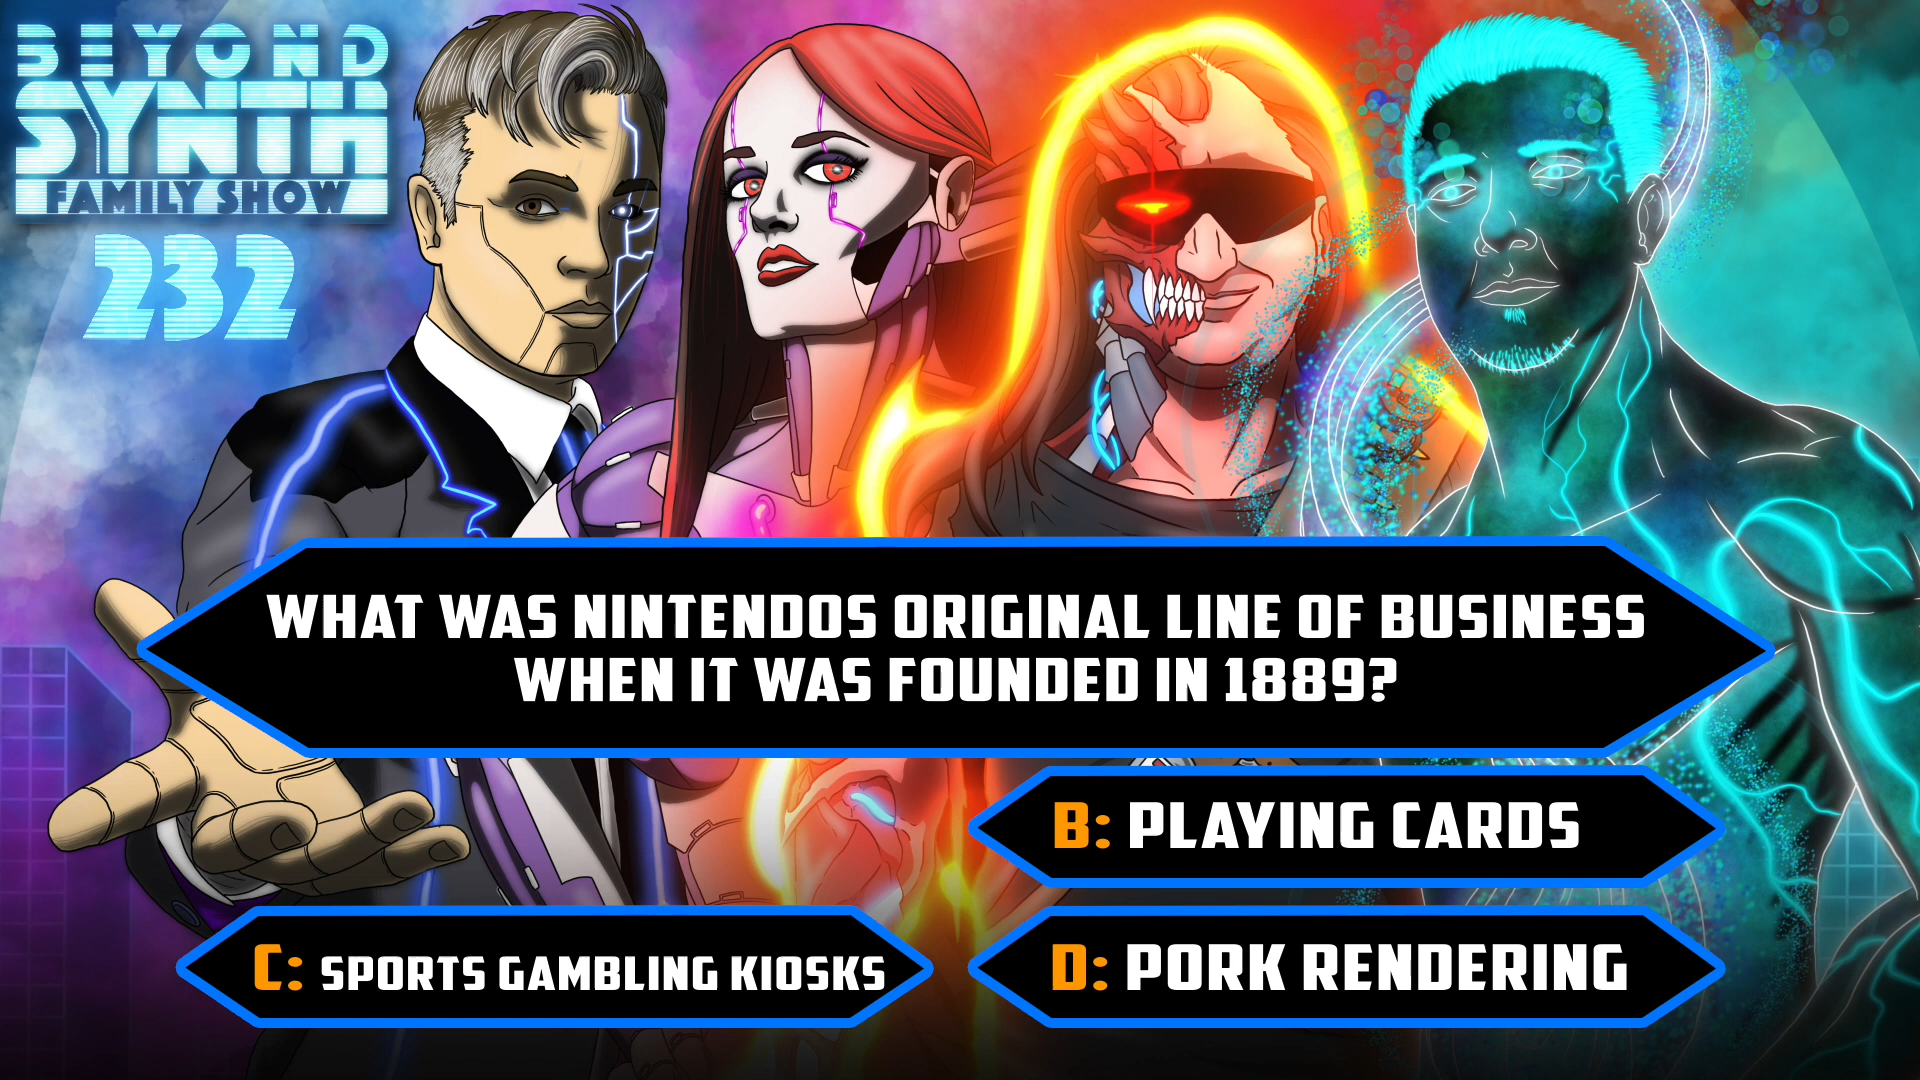 BEYOND
SYNTH
FAMILY SHOW
232
WHAT WAS NINTENDOS ORIGINAL LINE OF BUSINESS
WHEN IT WAS FOUNDED IN 1889?
B: PLAYING CARDS
C: SPORTS GAMBLING KIOSKS
D: PORK RENDERING